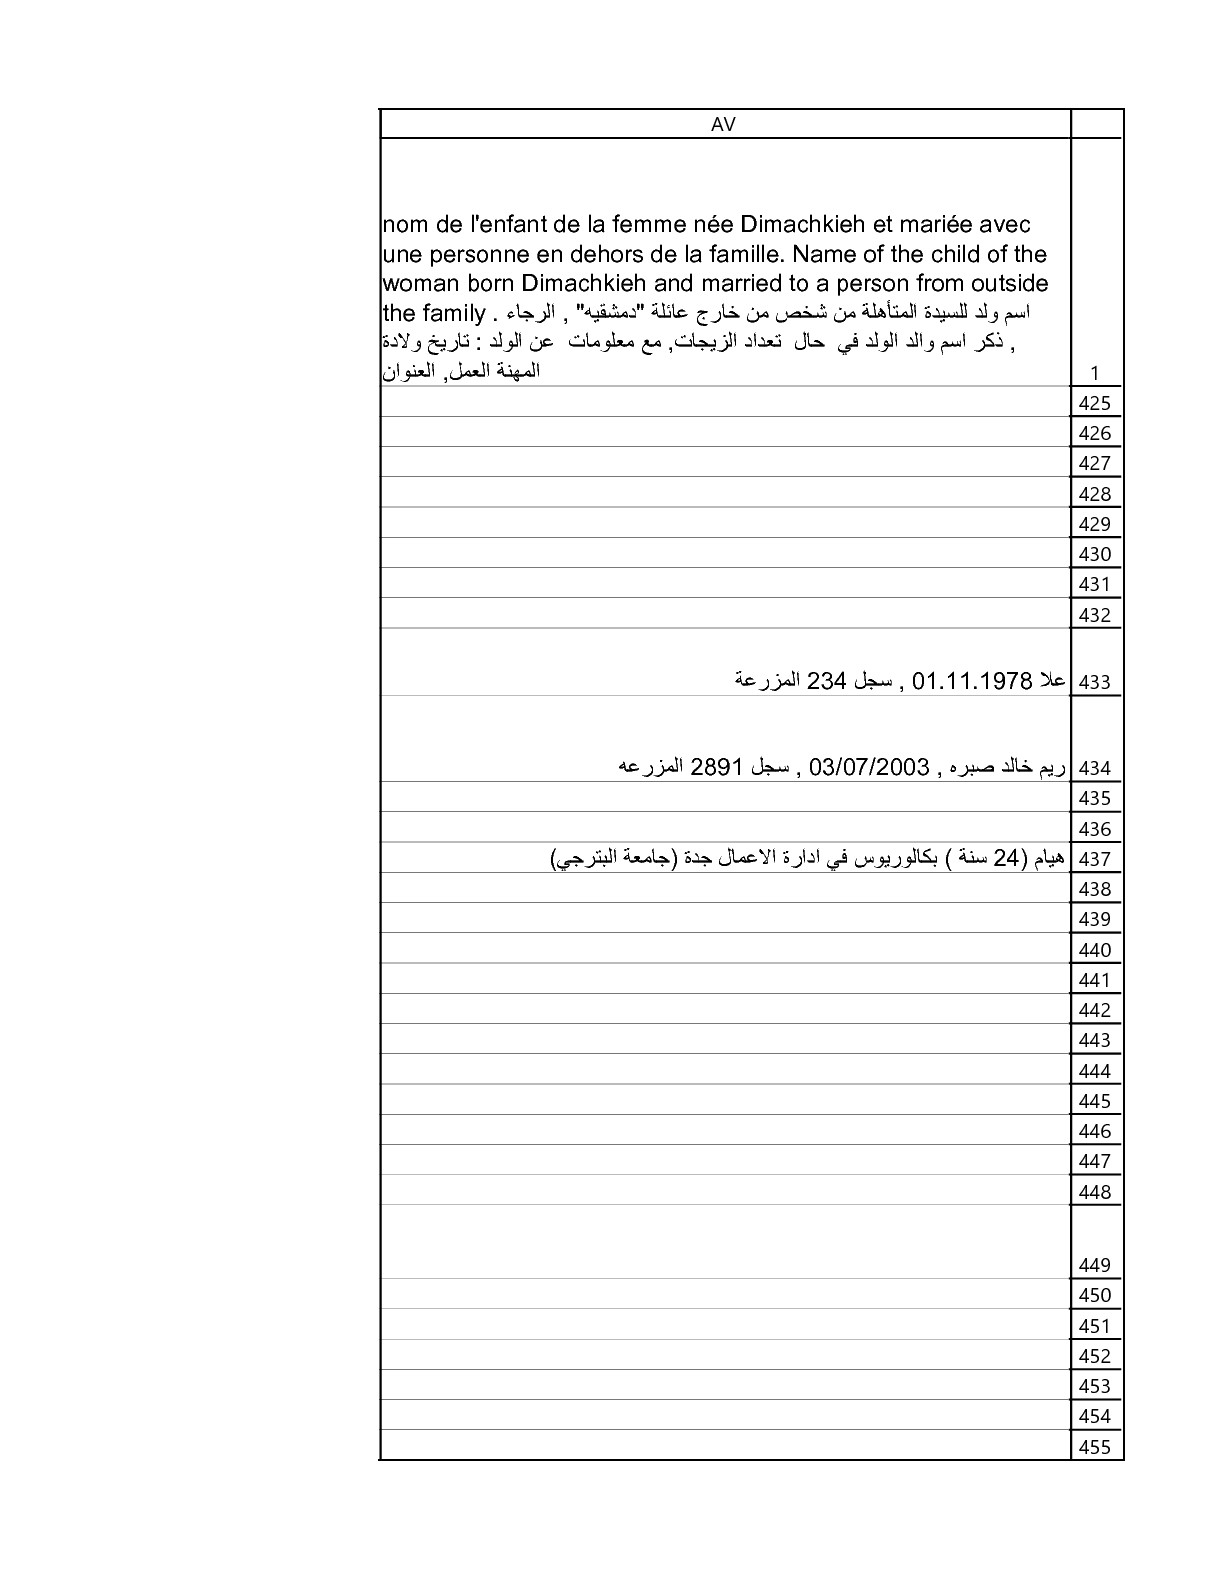 AV
nom de l'enfant de la femme née Dimachkieh et mariée avec
une personne en dehors de la famille. Name of the child of the
woman born Dimachkieh and married to a person from outside
the family . اسم ولد للسيدة المتأهلة من شخص من خارج عائلة "دمشقيه" , الرجاء
, ذكر اسم والد الولد في حال تعداد الزيجات, مع معلومات عن الولد : تاريخ ولادة
المهنة العمل, العنوان
1
425
426
427
428
429
430
431
432
علا 01.11.1978 , سجل 234 المزرعة 433
ريم خالد صبره , 03/07/2003 , سجل 2891 المزرعه 434
435
436
هيام (24 سنة ) بكالوريوس في ادارة الاعمال جدة (جامعة البترجي) 437
438
439
440
441
442
443
444
445
446
447
448
449
450
451
452
453
454
455